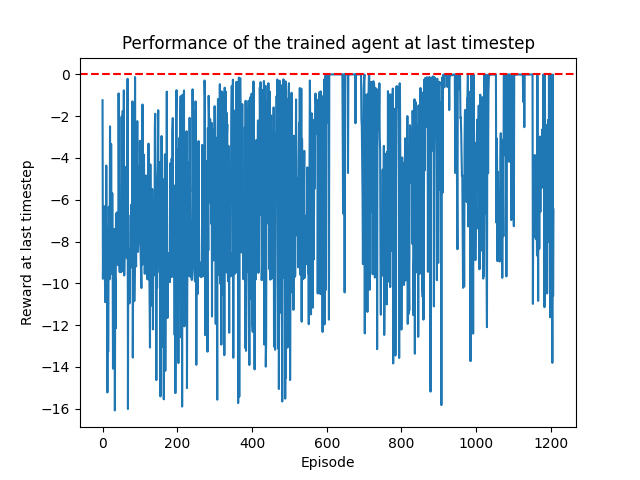 Performance of the trained agent at last timestep
Reward at last timestep
0
−2
−4
−6
−8
−10
−12
−14
−16
0 200 400 600 800 1000 1200
Episode